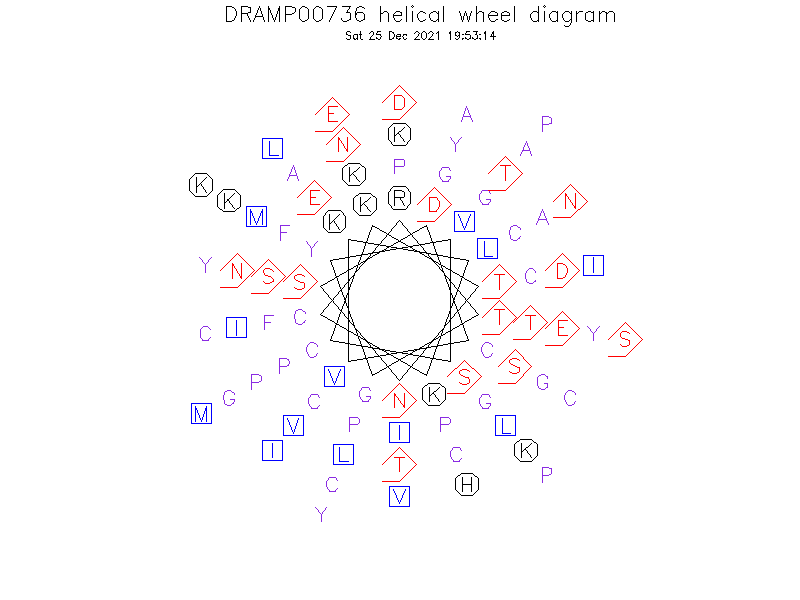 DRAMP00736 helical wheel diagram
Sat 25 Dec 2021 19:53:14
E D A P
L N K Y A
K K A K P G T
K M E K K R D G N
F K V C A
Y L
Y N S S T C D I
C I F C T T E Y S
G P P C C
M V K S S G C
C G N G
I V P I P L
L T C K P
C V H
Y